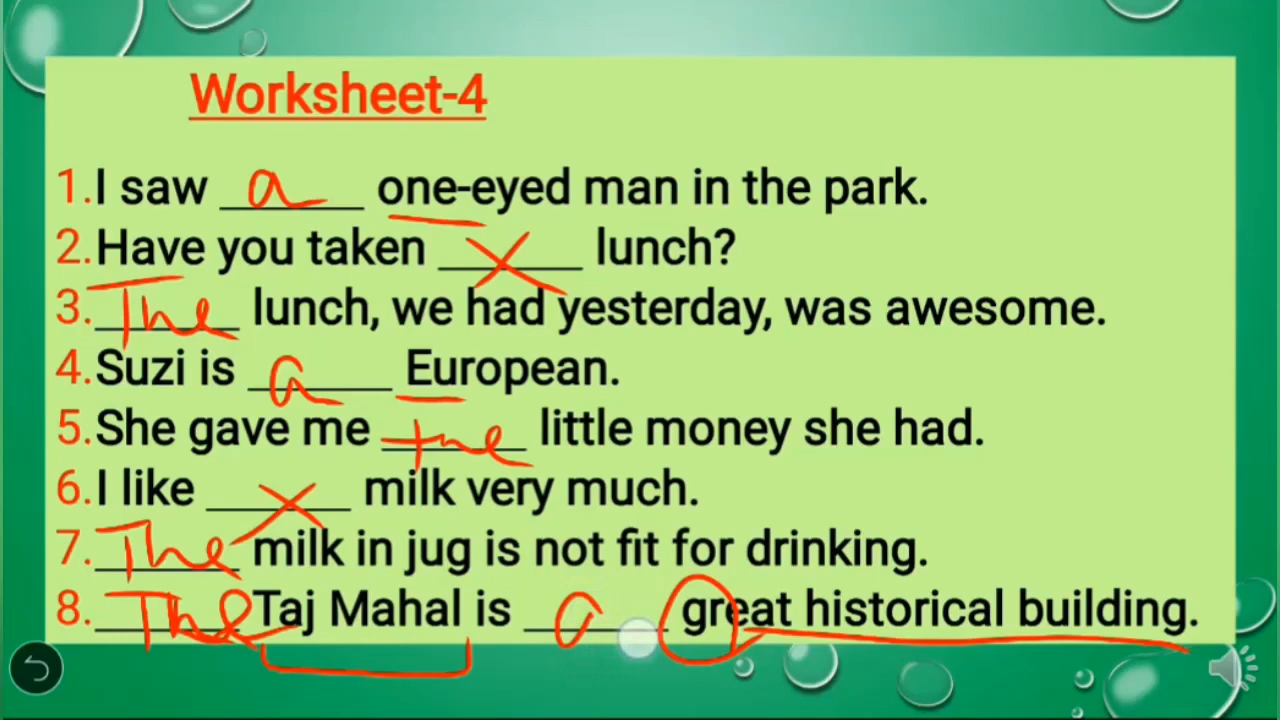 Worksheet-4
1.I saw a one-eyed man in the park.
2.Have you taken X lunch?
3.The lunch, we had yesterday, was awesome.
4.Suzi is a European.
5.She gave me the little money she had.
6.I like X milk very much.
7.The milk in jug is not fit for drinking.
8.The Taj Mahal is a great historical building.